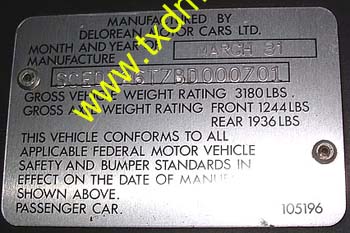 MANUFACTURED BY
DELOREAN MOTOR CARS LTD.
MONTH AND YEAR
MANUFACTURE MARCH 81
GROSS VEHICLE WEIGHT RATING 3180 LBS
GROSS AXLE WEIGHT RATING FRONT 1244 LBS
REAR 1936 LBS
THIS VEHICLE CONFORMS TO ALL
APPLICABLE FEDERAL MOTOR VEHICLE
SAFETY AND BUMPER STANDARDS IN
EFFECT ON THE DATE OF
SHOWN ABOVE.
PASSENGER CAR. 105196